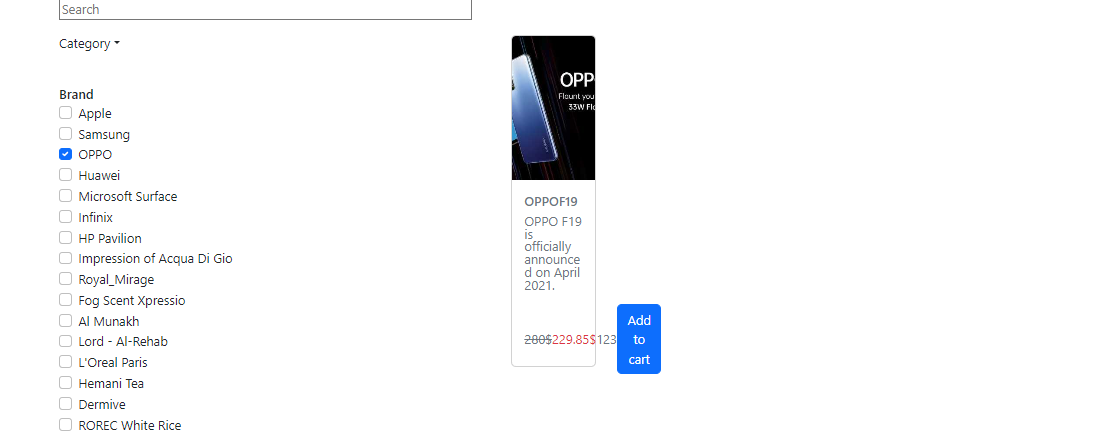 Search
Category
Brand
Apple
Samsung
OPPO
Huawei
Microsoft Surface
Infinix
HP Pavilion
Impression of Acqua Di Gio
Royal_Mirage
Fog Scent Xpressio
Al Munakh
Lord - Al-Rehab
L'Oreal Paris
Hemani Tea
Dermive
ROREC White Rice
OPP
Flaunt you
33W Fl
OPPOF19
OPPO F19
is
officially
announce
d on April
2021.
280$229.85$123
Add
to
cart